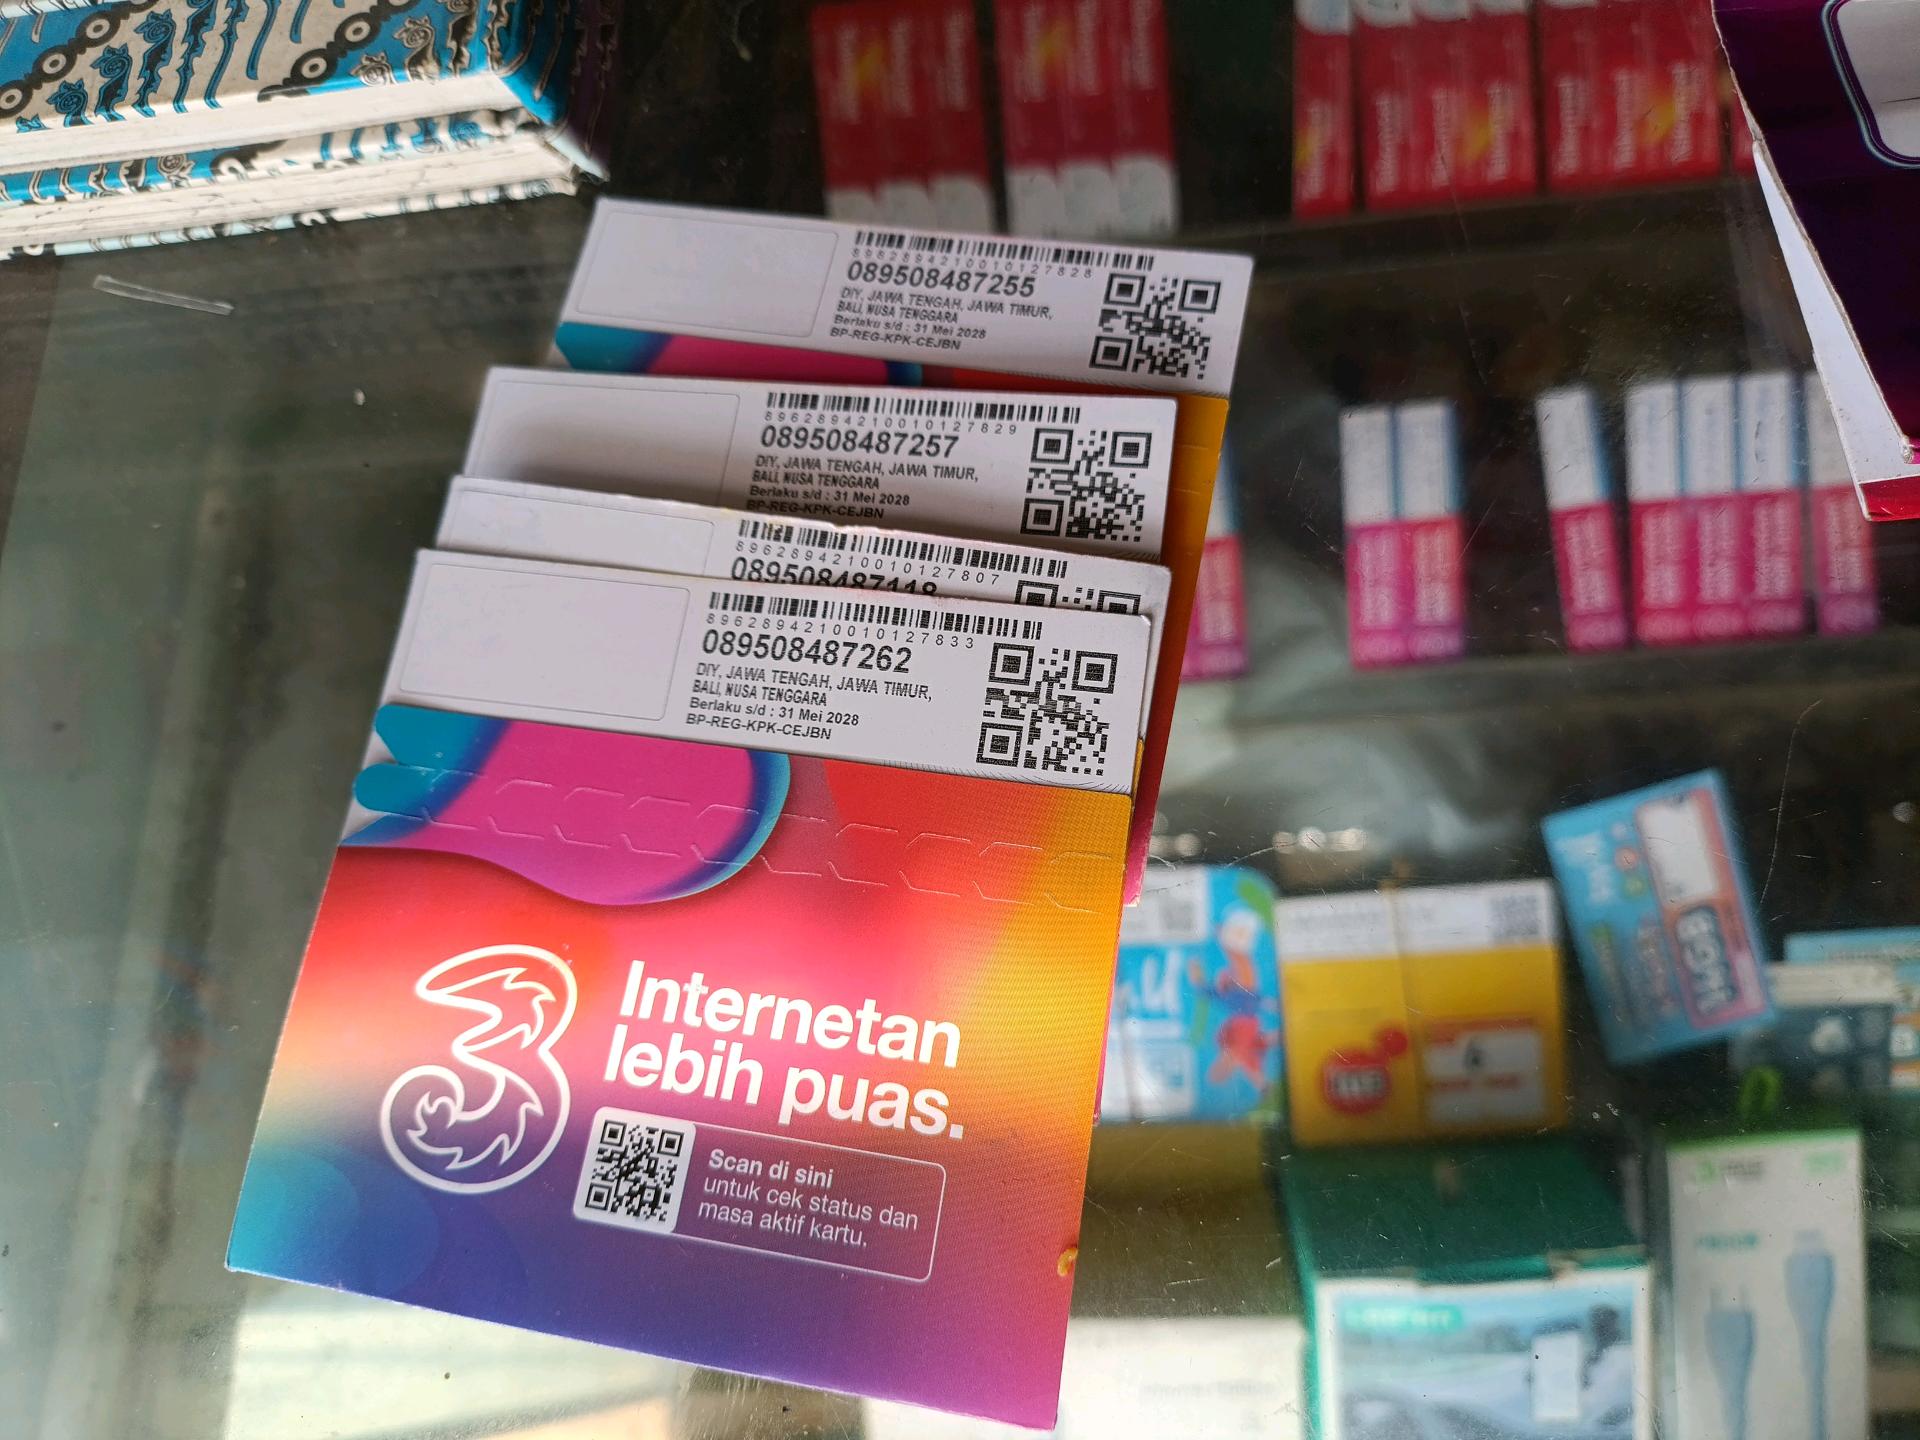 8962894210010127828
089508487255
DIY, JAWA TENGAH, JAWA TIMUR,
BALI, NUSA TENGGARA
Berlaku s/d : 31 Mei 2028
BP-REG-KPK-CEJBN
8962894210010127829
089508487257
DIY, JAWA TENGAH, JAWA TIMUR,
BALI, NUSA TENGGARA
Berlaku s/d : 31 Mei 2028
BP-REG-KPK-CEJBN
8962894210010127807
089508487118
8962894210010127833
089508487262
DIY, JAWA TENGAH, JAWA TIMUR,
BALI, NUSA TENGGARA
Berlaku s/d : 31 Mei 2028
BP-REG-KPK-CEJBN
3
Internetan
lebih puas.
Scan di sini
untuk cek status dan
masa aktif kartu.